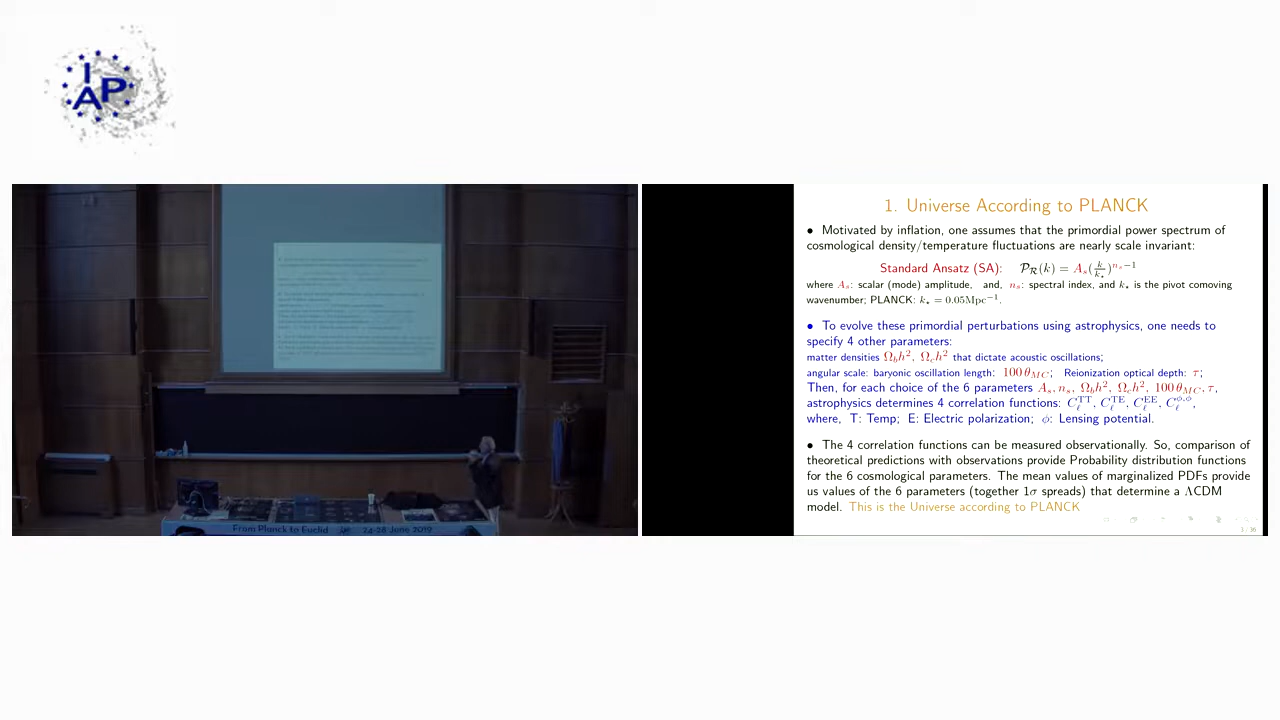 I
AP
From Planck to Euclid
24-28 June 2019
1. Universe According to PLANCK
• Motivated by inflation, one assumes that the primordial power spectrum of
cosmological density/temperature fluctuations are nearly scale invariant:
Standard Ansatz (SA): 𝒫_ℛ(k) = A_s(k/k_⋆)^{n_s−1}
where A_s: scalar (mode) amplitude, and, n_s: spectral index, and k_⋆ is the pivot comoving
wavenumber; PLANCK: k_⋆ = 0.05Mpc⁻¹.
• To evolve these primordial perturbations using astrophysics, one needs to
specify 4 other parameters:
matter densities Ω_b h², Ω_c h² that dictate acoustic oscillations;
angular scale: baryonic oscillation length: 100 θ_MC; Reionization optical depth: τ;
Then, for each choice of the 6 parameters A_s, n_s, Ω_b h², Ω_c h², 100 θ_MC, τ,
astrophysics determines 4 correlation functions: C_ℓ^TT, C_ℓ^TE, C_ℓ^EE, C_ℓ^{φ,φ},
where, T: Temp; E: Electric polarization; φ: Lensing potential.
• The 4 correlation functions can be measured observationally. So, comparison of
theoretical predictions with observations provide Probability distribution functions
for the 6 cosmological parameters. The mean values of marginalized PDFs provide
us values of the 6 parameters (together 1σ spreads) that determine a ΛCDM
model. This is the Universe according to PLANCK